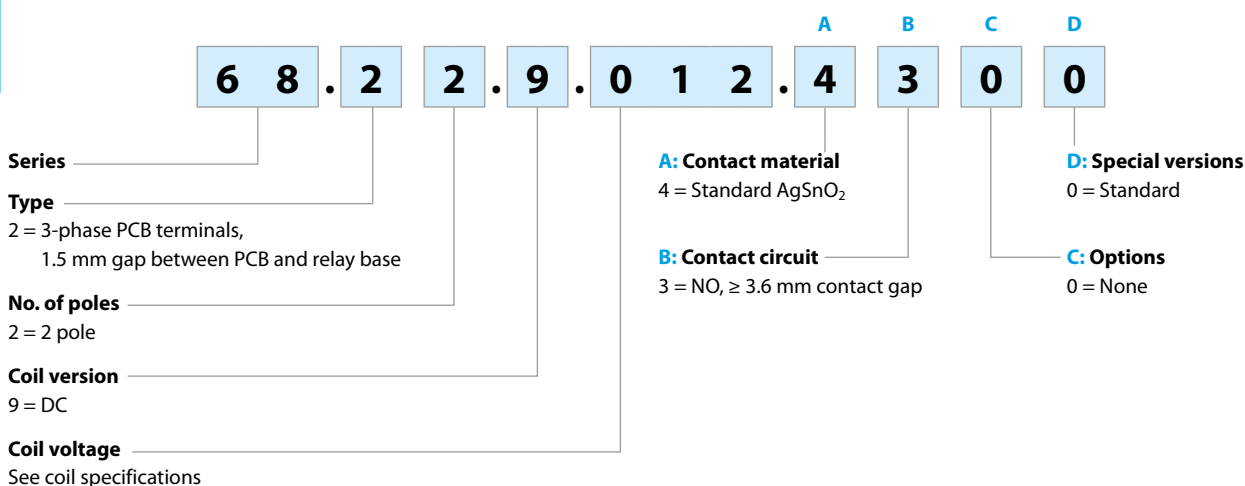 A B C D
6 8 . 2 2 . 9 . 0 1 2 . 4 3 0 0
Series
Type
2 = 3-phase PCB terminals,
1.5 mm gap between PCB and relay base
No. of poles
2 = 2 pole
Coil version
9 = DC
Coil voltage
See coil specifications
A: Contact material
4 = Standard AgSnO₂
B: Contact circuit
3 = NO, ≥ 3.6 mm contact gap
D: Special versions
0 = Standard
C: Options
0 = None